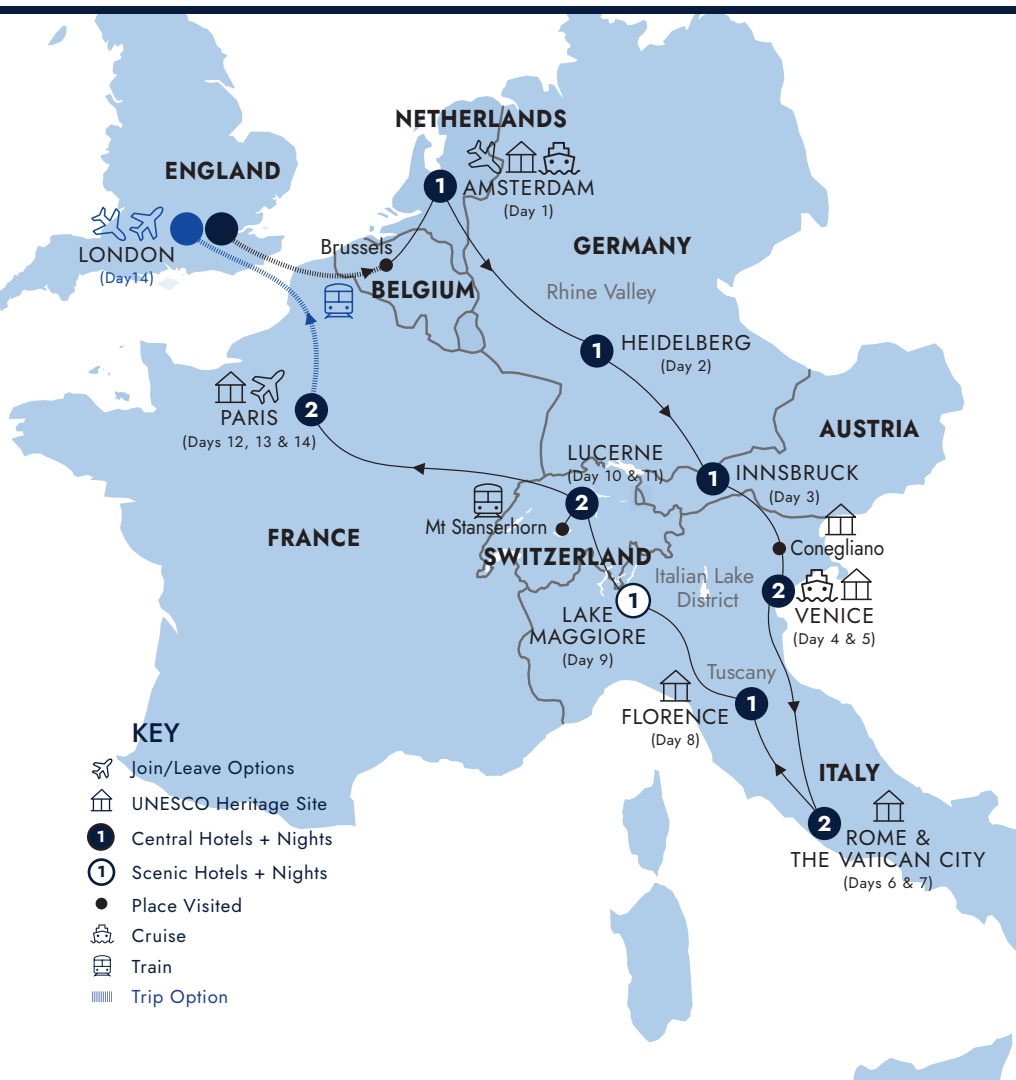 NETHERLANDS
ENGLAND
1
AMSTERDAM
(Day 1)
LONDON
(Day14)
Brussels
GERMANY
BELGIUM
Rhine Valley
1
HEIDELBERG
(Day 2)
PARIS
2
(Days 12, 13 & 14)
AUSTRIA
LUCERNE
(Day 10 & 11)
2
1
INNSBRUCK
(Day 3)
Mt Stanserhorn
FRANCE
SWITZERLAND
Conegliano
Italian Lake
District
2
VENICE
(Day 4 & 5)
1
LAKE
MAGGIORE
(Day 9)
Tuscany
1
FLORENCE
(Day 8)
ITALY
2
ROME &
THE VATICAN CITY
(Days 6 & 7)
KEY
Join/Leave Options
UNESCO Heritage Site
1 Central Hotels + Nights
1 Scenic Hotels + Nights
Place Visited
Cruise
Train
Trip Option